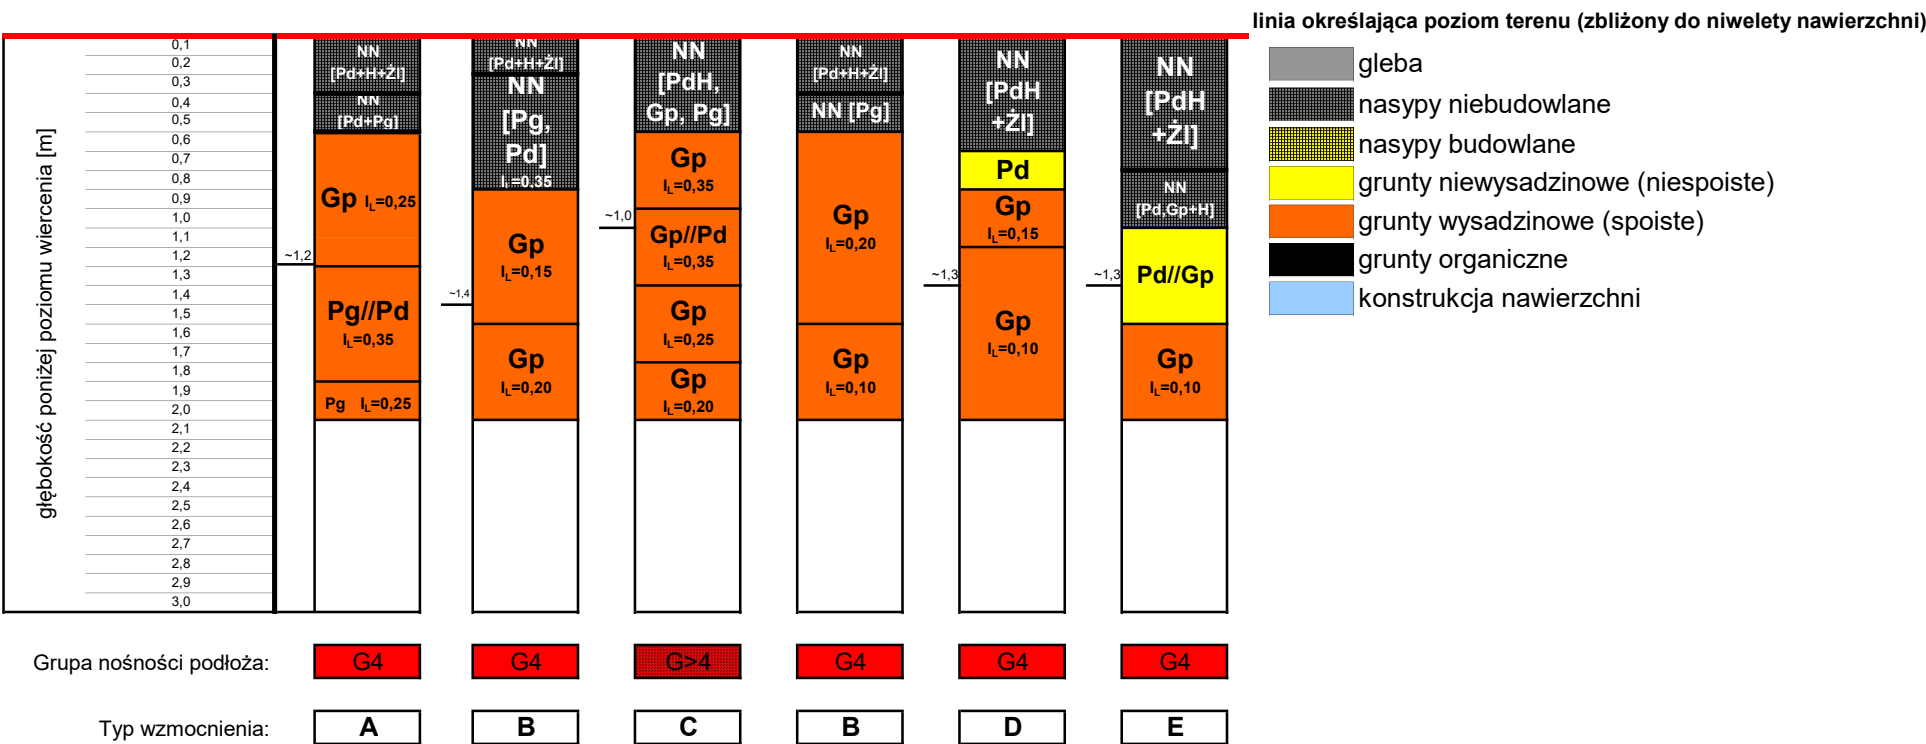 linia określająca poziom terenu (zbliżony do niwelety nawierzchni)
gleba
nasypy niebudowlane
nasypy budowlane
grunty niewysadzinowe (niespoiste)
grunty wysadzinowe (spoiste)
grunty organiczne
konstrukcja nawierzchni
głębokość poniżej poziomu wiercenia [m]
0,1
0,2
0,3
0,4
0,5
0,6
0,7
0,8
0,9
1,0
1,1
1,2
1,3
1,4
1,5
1,6
1,7
1,8
1,9
2,0
2,1
2,2
2,3
2,4
2,5
2,6
2,7
2,8
2,9
3,0
NN
[Pd+H+Żl]
NN
[Pd+Pg]
Gp IL=0,25
~1,2
Pg//Pd
IL=0,35
Pg IL=0,25
NN
[Pd+H+Żl]
NN
[Pg,
Pd]
IL=0,35
Gp
IL=0,15
~1,4
Gp
IL=0,20
NN
[PdH,
Gp, Pg]
Gp
IL=0,35
~1,0
Gp//Pd
IL=0,35
Gp
IL=0,25
Gp
IL=0,20
NN
[Pd+H+Żl]
NN [Pg]
Gp
IL=0,20
Gp
IL=0,10
NN
[PdH
+Żl]
Pd
Gp
IL=0,15
~1,3
Gp
IL=0,10
NN
[PdH
+Żl]
NN
[Pd,Gp+H]
~1,3
Pd//Gp
Gp
IL=0,10
Grupa nośności podłoża: G4 G4 G>4 G4 G4 G4
Typ wzmocnienia: A B C B D E